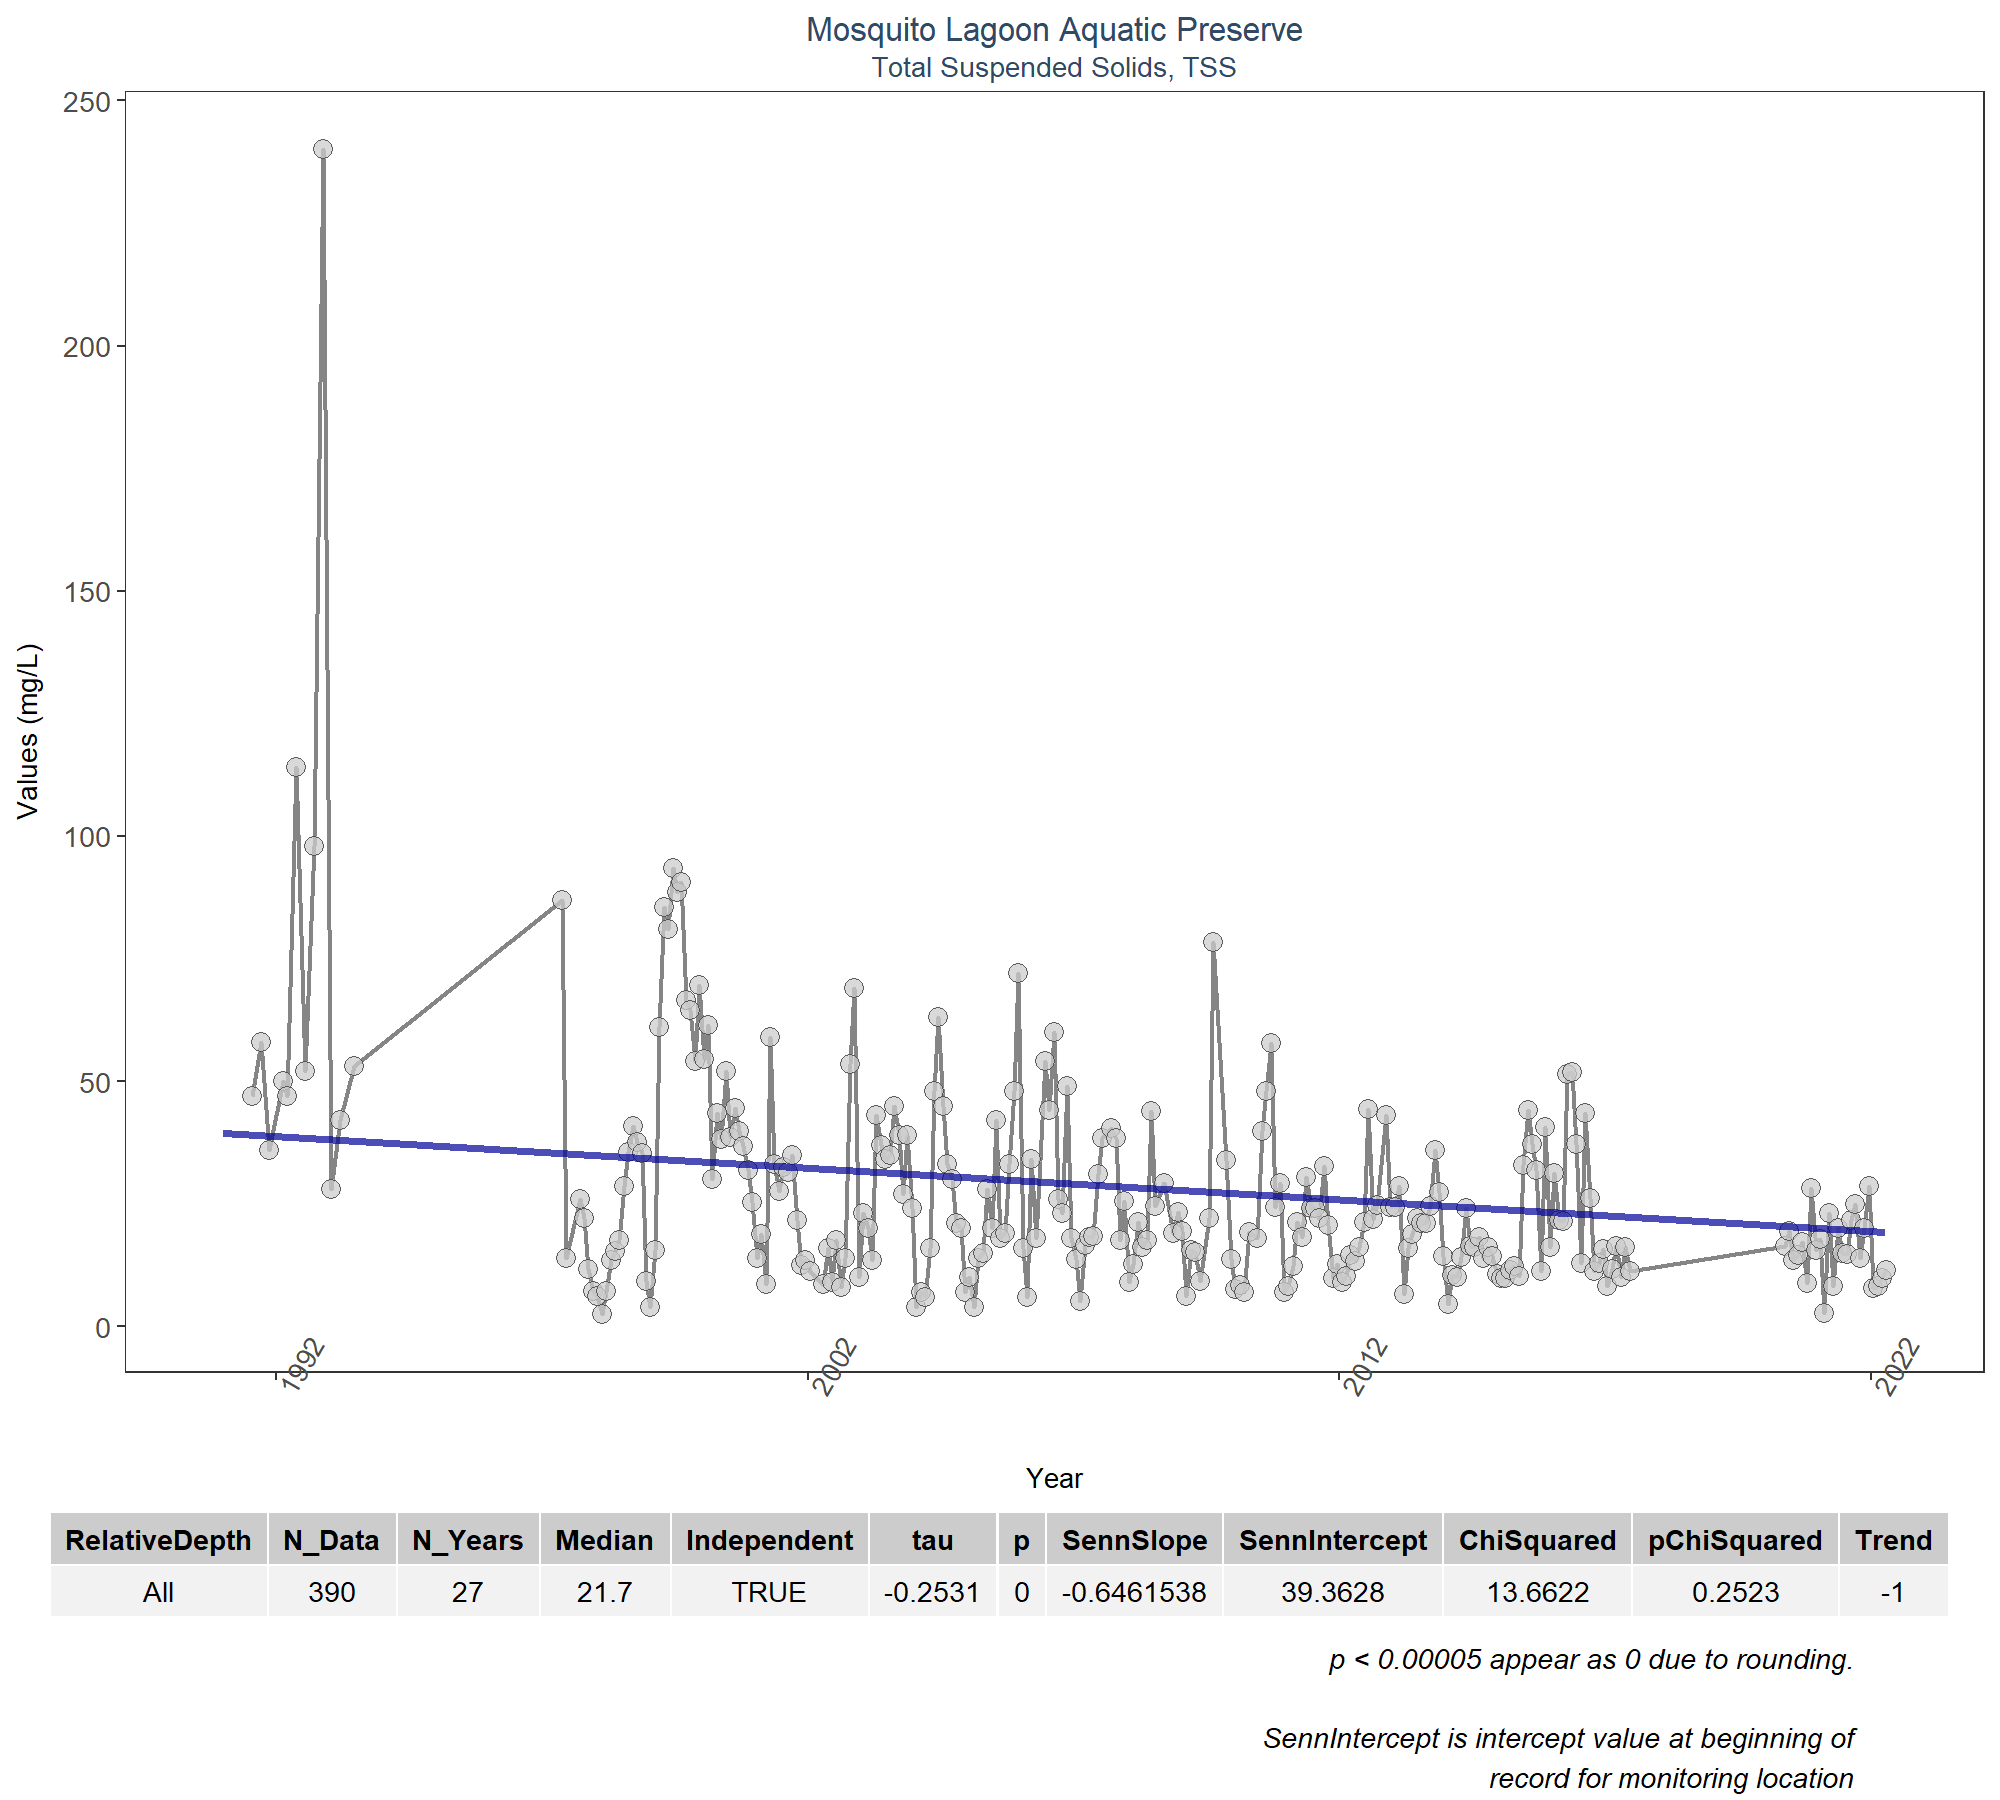 Mosquito Lagoon Aquatic Preserve
Total Suspended Solids, TSS
250
200
150
100
50
0
Values (mg/L)
1992 2002 2012 2022
Year
RelativeDepth N_Data N_Years Median Independent tau p SennSlope SennIntercept ChiSquared pChiSquared Trend
All 390 27 21.7 TRUE -0.2531 0 -0.6461538 39.3628 13.6622 0.2523 -1
p < 0.00005 appear as 0 due to rounding.
SennIntercept is intercept value at beginning of
record for monitoring location